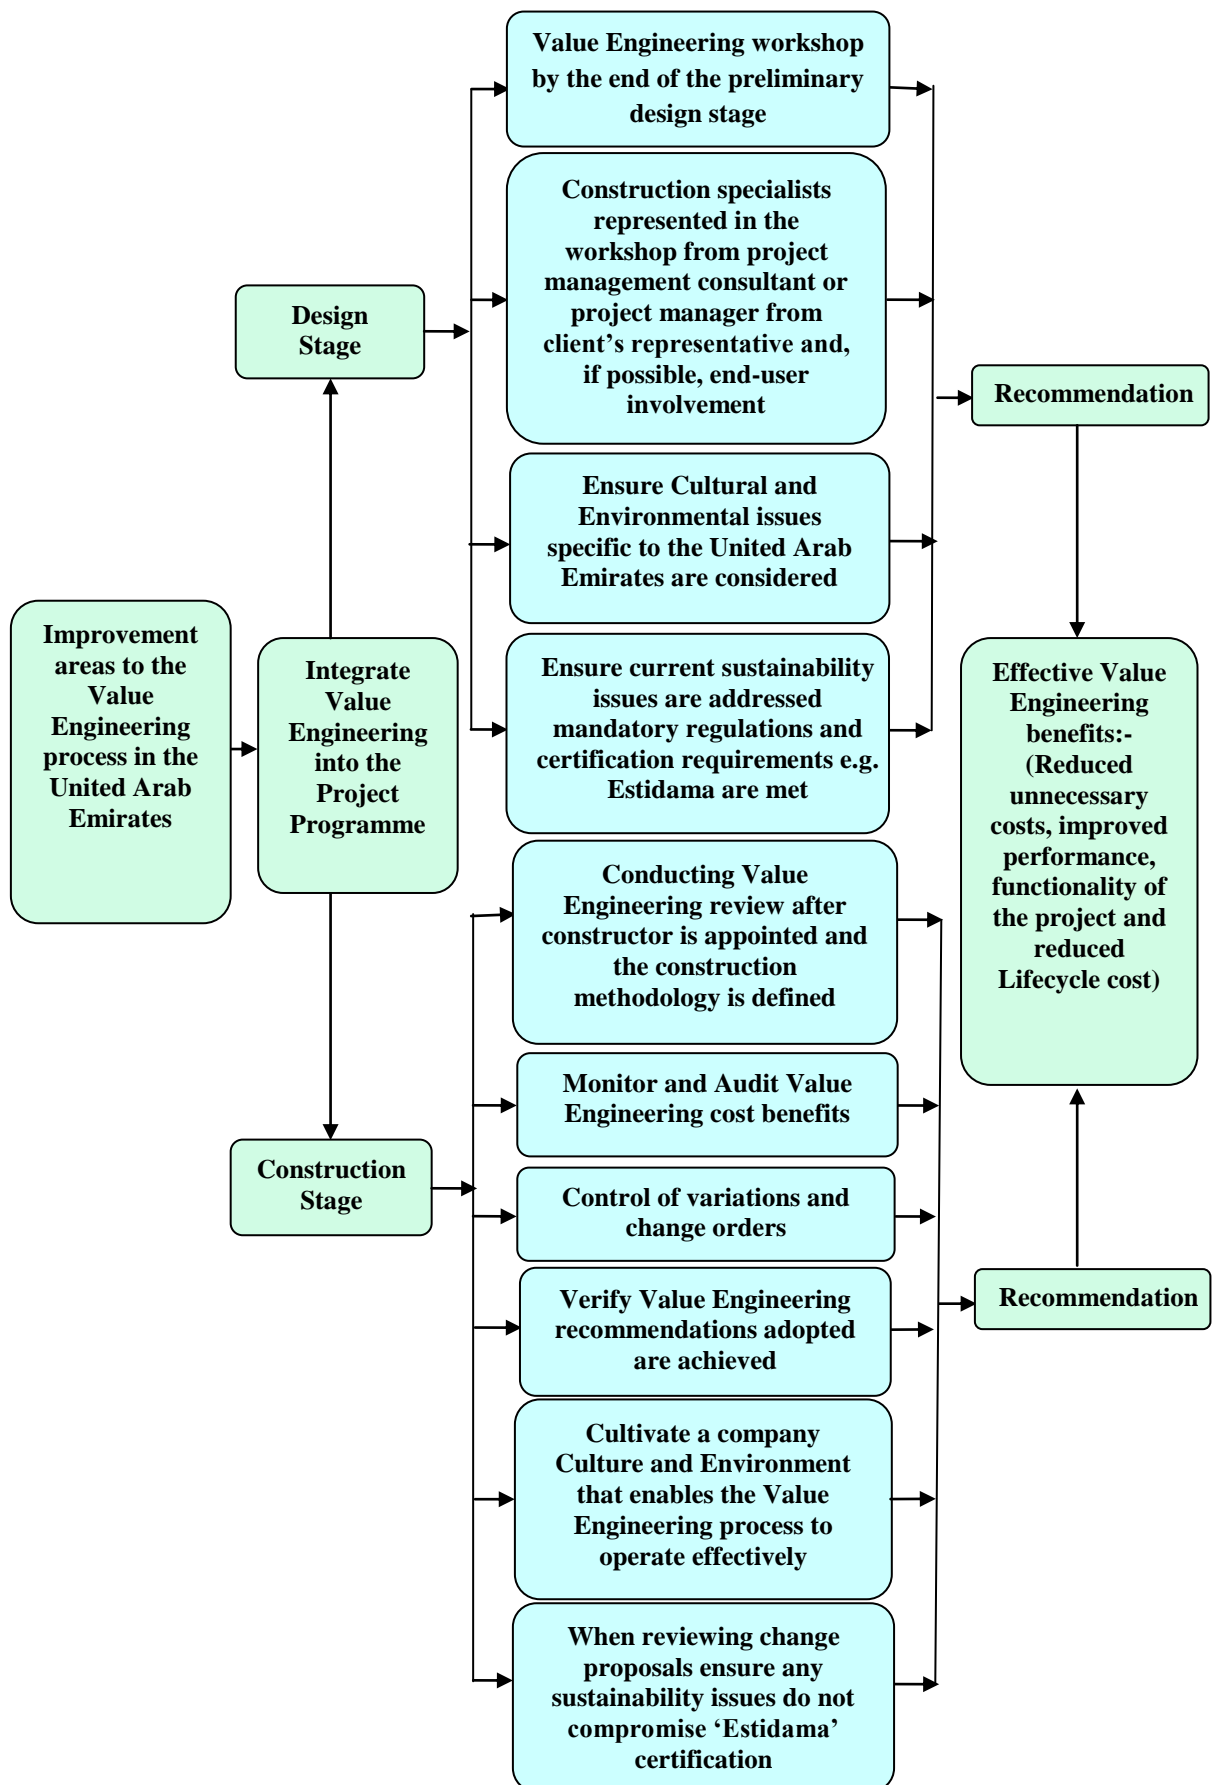 Improvement
areas to the
Value
Engineering
process in the
United Arab
Emirates
Integrate
Value
Engineering
into the
Project
Programme
Design
Stage
Value Engineering workshop
by the end of the preliminary
design stage
Construction specialists
represented in the
workshop from project
management consultant or
project manager from
client’s representative and,
if possible, end-user
involvement
Ensure Cultural and
Environmental issues
specific to the United Arab
Emirates are considered
Ensure current sustainability
issues are addressed
mandatory regulations and
certification requirements e.g.
Estidama are met
Recommendation
Construction
Stage
Conducting Value
Engineering review after
constructor is appointed and
the construction
methodology is defined
Monitor and Audit Value
Engineering cost benefits
Control of variations and
change orders
Verify Value Engineering
recommendations adopted
are achieved
Cultivate a company
Culture and Environment
that enables the Value
Engineering process to
operate effectively
When reviewing change
proposals ensure any
sustainability issues do not
compromise ‘Estidama’
certification
Recommendation
Effective Value
Engineering
benefits:-
(Reduced
unnecessary
costs, improved
performance,
functionality of
the project and
reduced
Lifecycle cost)